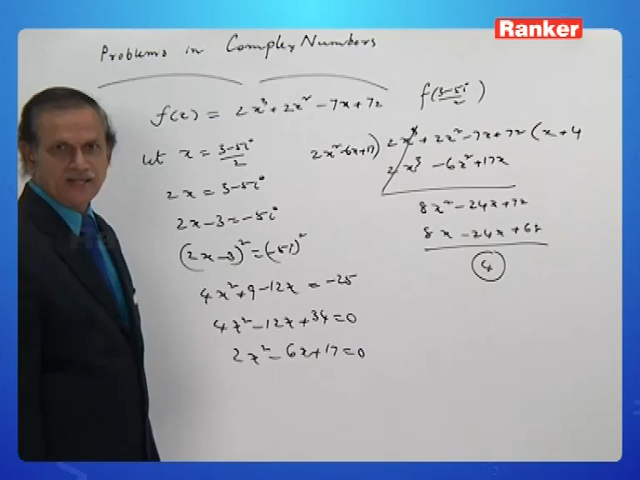 Ranker
Problems in Complex Numbers
f(x) = 2x³ + 2x² - 7x + 72
f(3-5i/2)
let x = 3-5i/2
2x = 3-5i
2x-3 = -5i
(2x-3)² = (-5i)²
4x²+9-12x = -25
4x²-12x+34=0
2x²-6x+17=0
2x²-6x+17) 2x³ + 2x² - 7x + 72 (x+4
2x³ - 6x² + 17x
8x² - 24x + 72
8x - 24x + 68
4